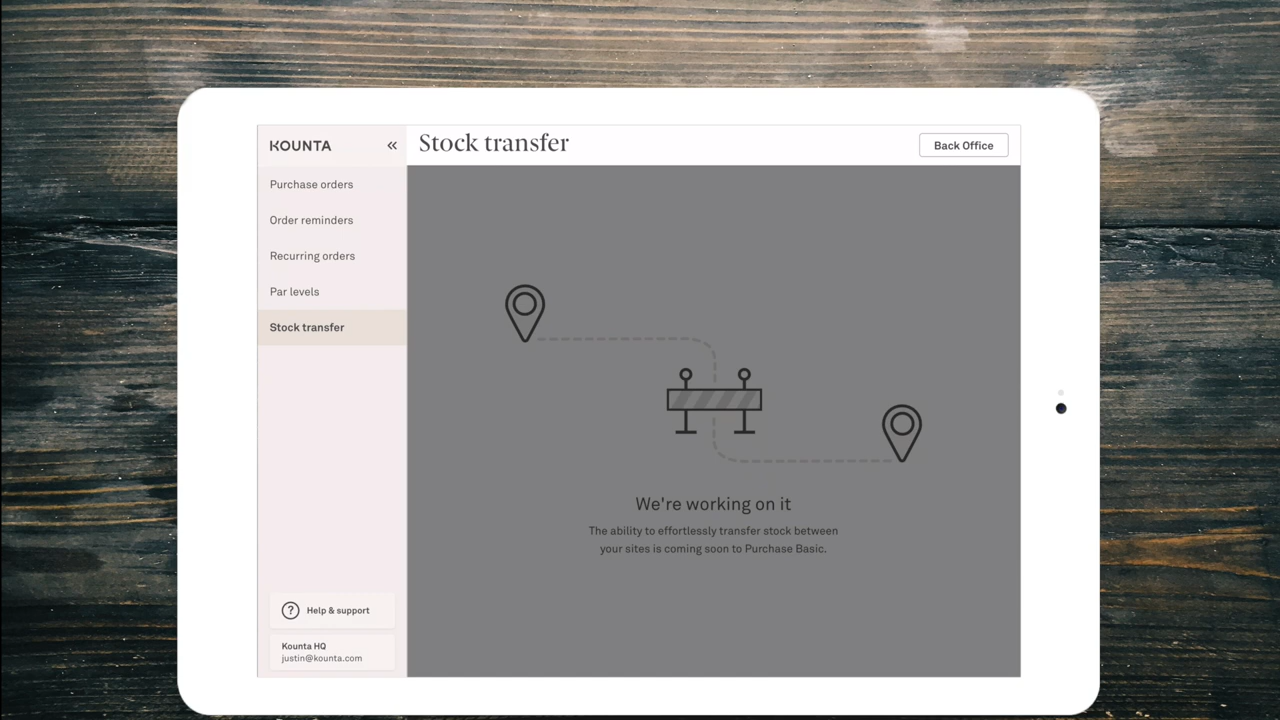 KOUNTA
Stock transfer
Back Office
Purchase orders
Order reminders
Recurring orders
Par levels
Stock transfer
We're working on it
The ability to effortlessly transfer stock between
your sites is coming soon to Purchase Basic.
? Help & support
Kounta HQ
justin@kounta.com